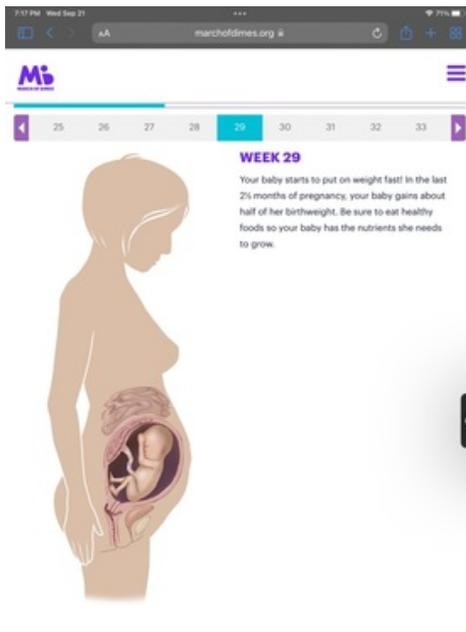 7:17 PM Wed Sep 21
71%
AA
marchofdimes.org
MARCH OF DIMES
25 26 27 28 29 30 31 32 33
WEEK 29
Your baby starts to put on weight fast! In the last
2½ months of pregnancy, your baby gains about
half of her birthweight. Be sure to eat healthy
foods so your baby has the nutrients she needs
to grow.